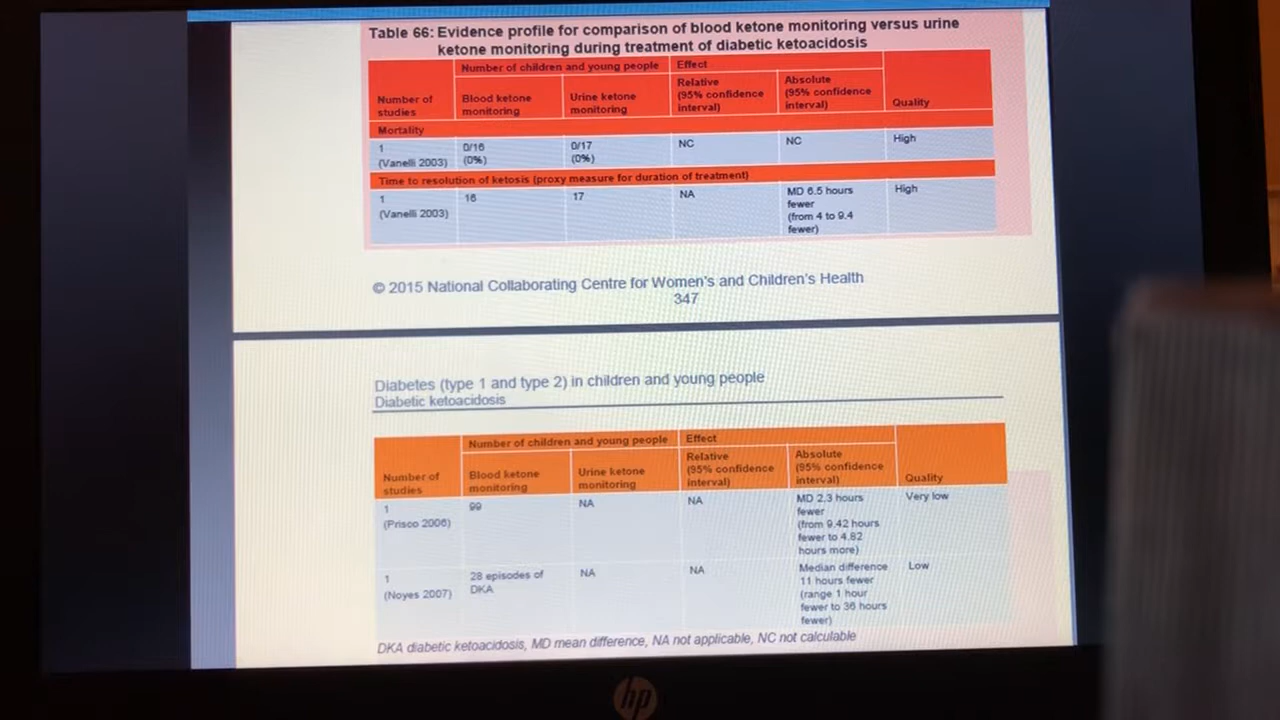 Table 66: Evidence profile for comparison of blood ketone monitoring versus urine
ketone monitoring during treatment of diabetic ketoacidosis
Number of children and young people
Effect
Number of
studies
Blood ketone
monitoring
Urine ketone
monitoring
Relative
(95% confidence
interval)
Absolute
(95% confidence
interval)
Quality
Mortality
1
(Vanelli 2003)
0/16
(0%)
0/17
(0%)
NC
NC
High
Time to resolution of ketosis (proxy measure for duration of treatment)
1
(Vanelli 2003)
16
17
NA
MD 6.5 hours
fewer
(from 4 to 9.4
fewer)
High
© 2015 National Collaborating Centre for Women's and Children's Health
347
Diabetes (type 1 and type 2) in children and young people
Diabetic ketoacidosis
Number of children and young people
Effect
Number of
studies
Blood ketone
monitoring
Urine ketone
monitoring
Relative
(95% confidence
interval)
Absolute
(95% confidence
interval)
Quality
1
(Prisco 2006)
99
NA
NA
MD 2.3 hours
fewer
(from 9.42 hours
fewer to 4.82
hours more)
Very low
1
(Noyes 2007)
28 episodes of
DKA
NA
NA
Median difference
11 hours fewer
(range 1 hour
fewer to 36 hours
fewer)
Low
DKA diabetic ketoacidosis, MD mean difference, NA not applicable, NC not calculable
hp